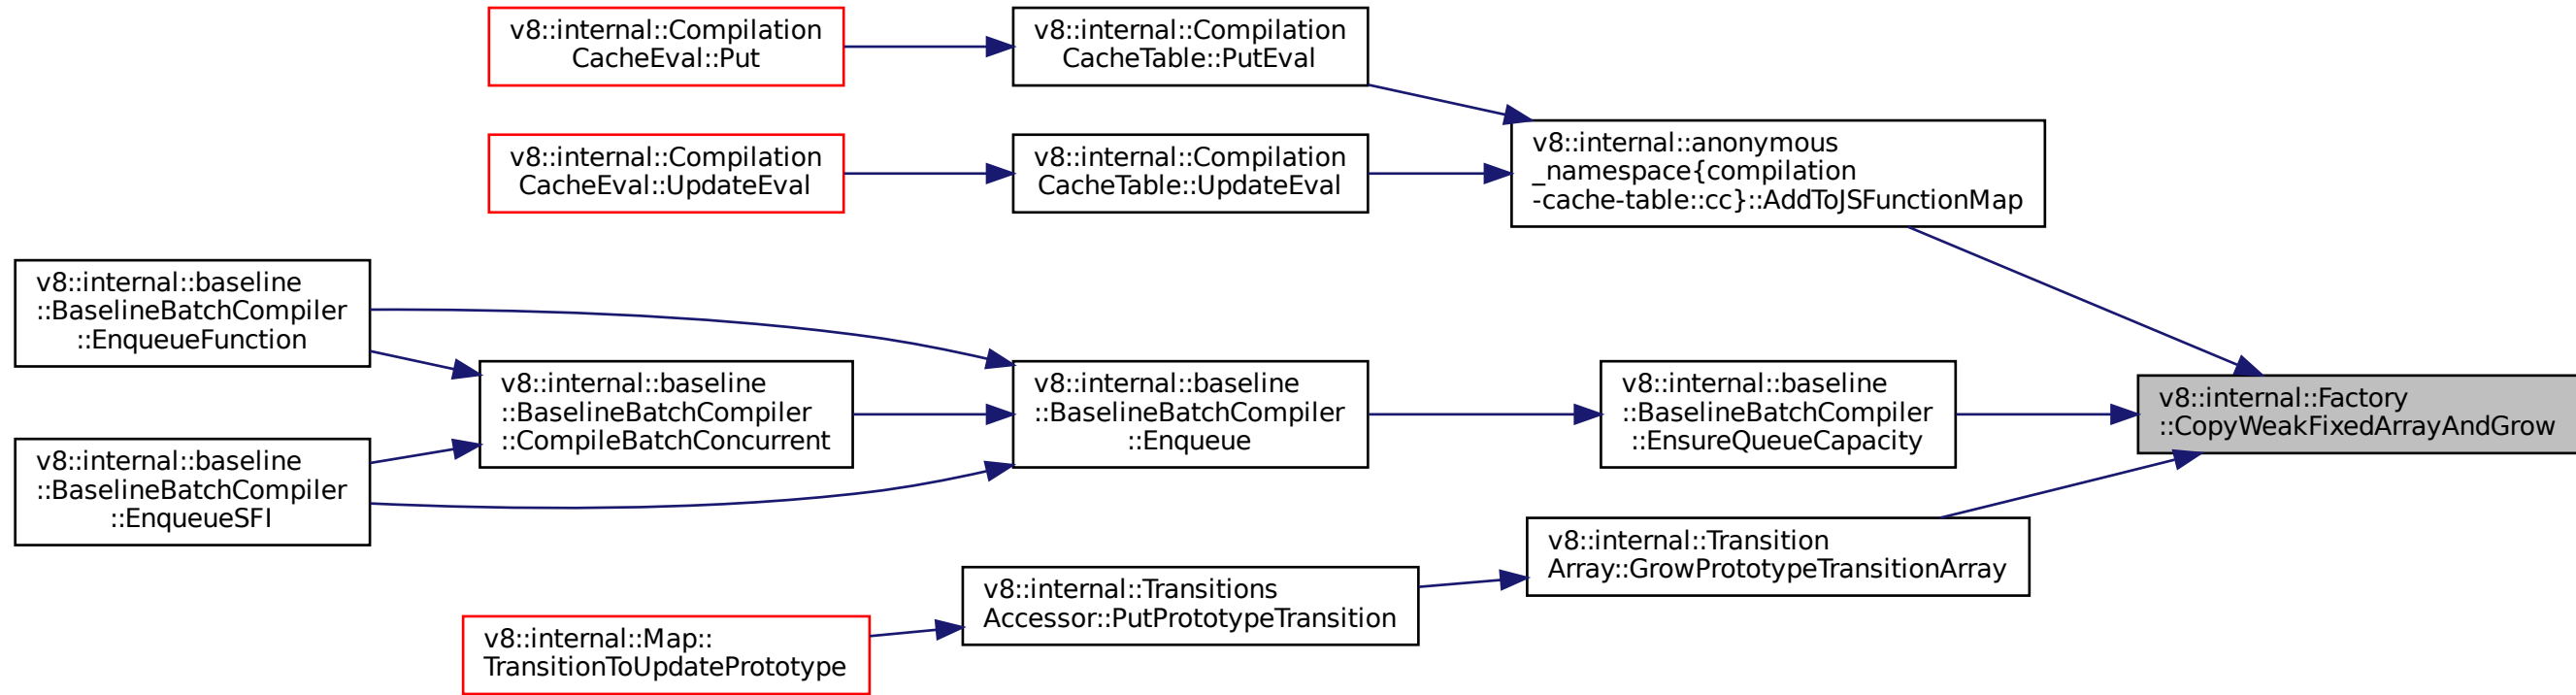 v8::internal::Compilation
CacheEval::Put
v8::internal::Compilation
CacheTable::PutEval
v8::internal::anonymous
_namespace{compilation
-cache-table::cc}::AddToJSFunctionMap
v8::internal::Compilation
CacheEval::UpdateEval
v8::internal::Compilation
CacheTable::UpdateEval
v8::internal::baseline
::BaselineBatchCompiler
::EnqueueFunction
v8::internal::baseline
::BaselineBatchCompiler
::CompileBatchConcurrent
v8::internal::baseline
::BaselineBatchCompiler
::Enqueue
v8::internal::baseline
::BaselineBatchCompiler
::EnsureQueueCapacity
v8::internal::Factory
::CopyWeakFixedArrayAndGrow
v8::internal::baseline
::BaselineBatchCompiler
::EnqueueSFI
v8::internal::Transition
Array::GrowPrototypeTransitionArray
v8::internal::Transitions
Accessor::PutPrototypeTransition
v8::internal::Map::
TransitionToUpdatePrototype